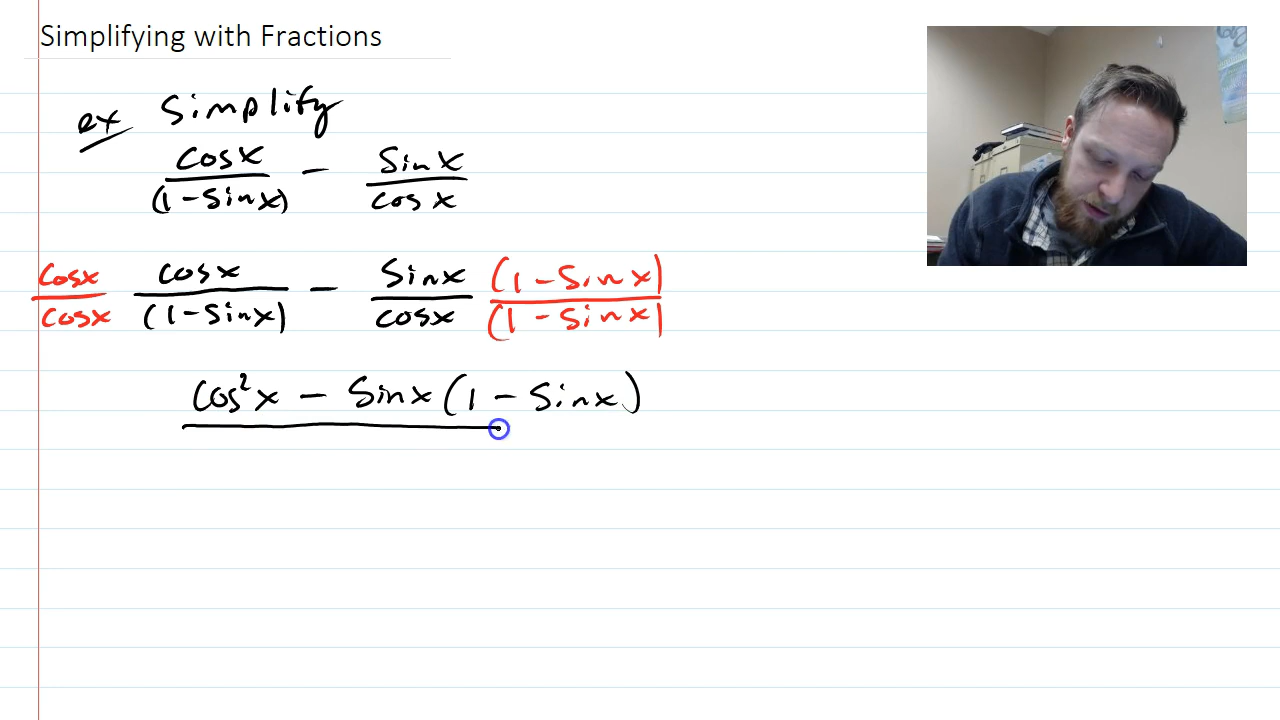 Simplifying with Fractions
ex Simplify
cosx/(1-sinx) - sinx/cosx
cosx/cosx cosx/(1-sinx) - sinx/cosx (1-sinx)/(1-sinx)
cos²x - sinx(1-sinx)